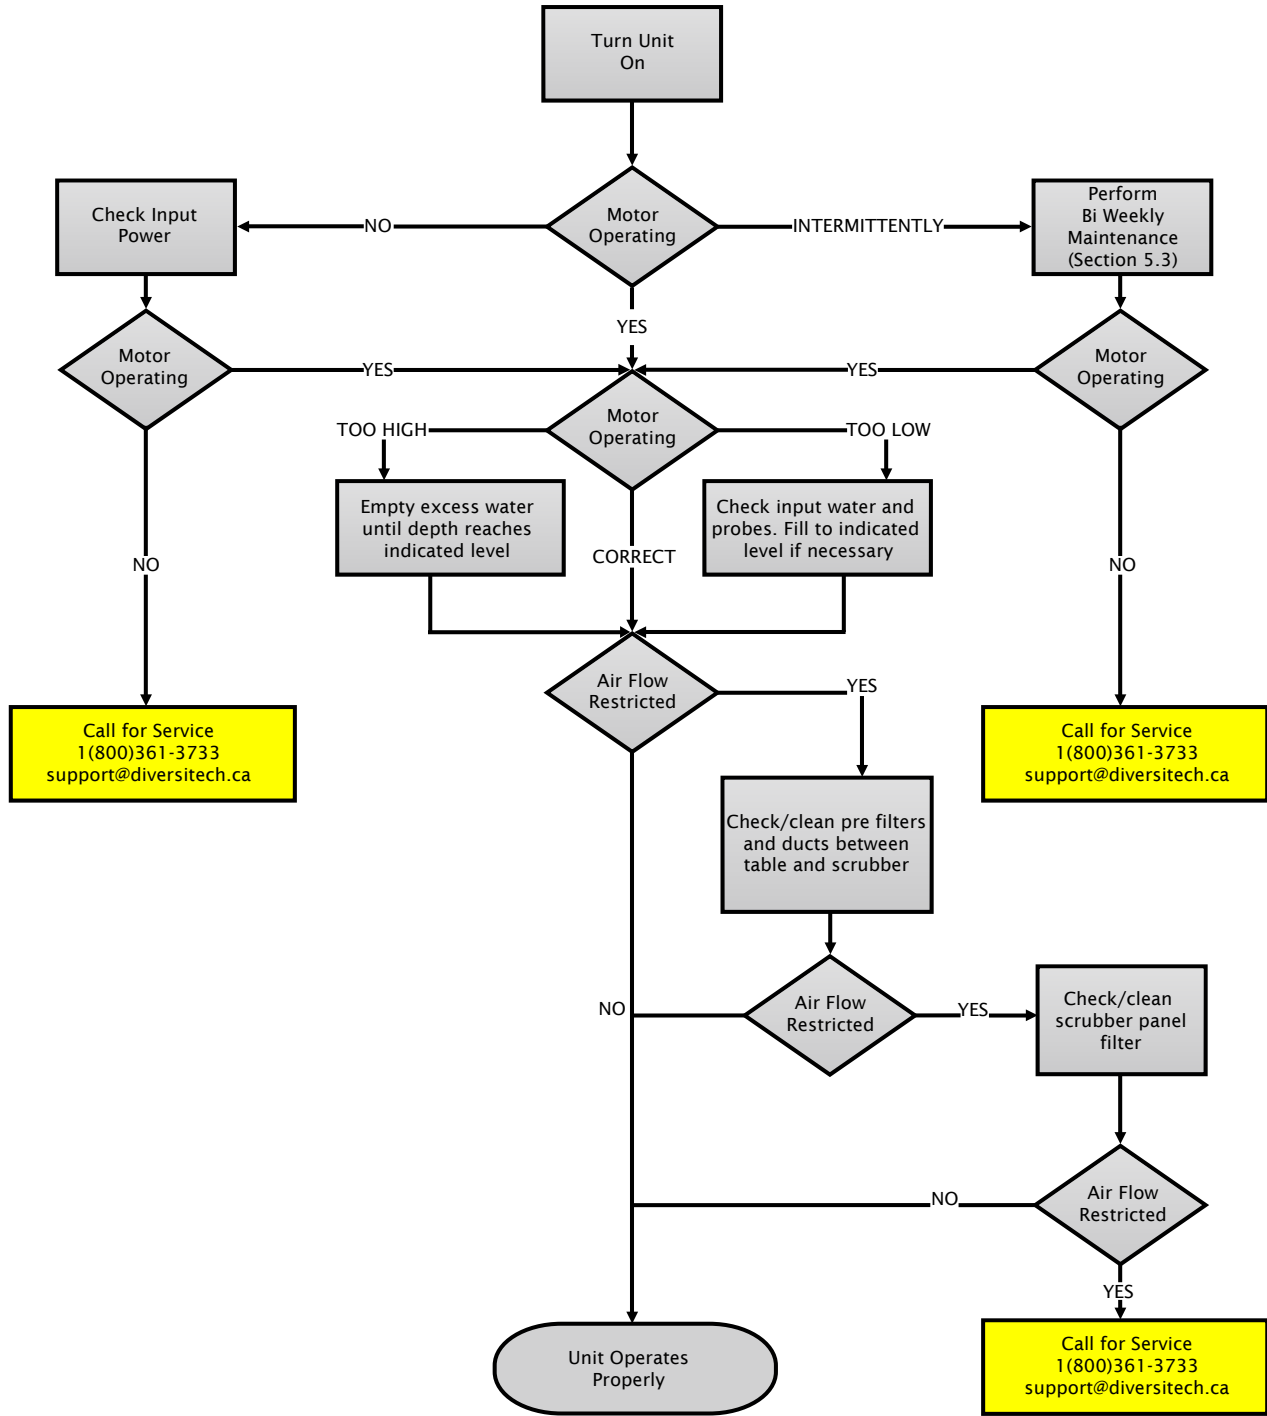 Turn Unit
On
Check Input
Power
NO
Motor
Operating
INTERMITTENTLY
Perform
Bi Weekly
Maintenance
(Section 5.3)
YES
Motor
Operating
YES
YES
Motor
Operating
Motor
Operating
TOO HIGH
TOO LOW
Empty excess water
until depth reaches
indicated level
Check input water and
probes. Fill to indicated
level if necessary
NO
CORRECT
NO
Air Flow
Restricted
YES
Call for Service
1(800)361-3733
support@diversitech.ca
Call for Service
1(800)361-3733
support@diversitech.ca
Check/clean pre filters
and ducts between
table and scrubber
NO
Air Flow
Restricted
YES
Check/clean
scrubber panel
filter
NO
Air Flow
Restricted
YES
Unit Operates
Properly
Call for Service
1(800)361-3733
support@diversitech.ca